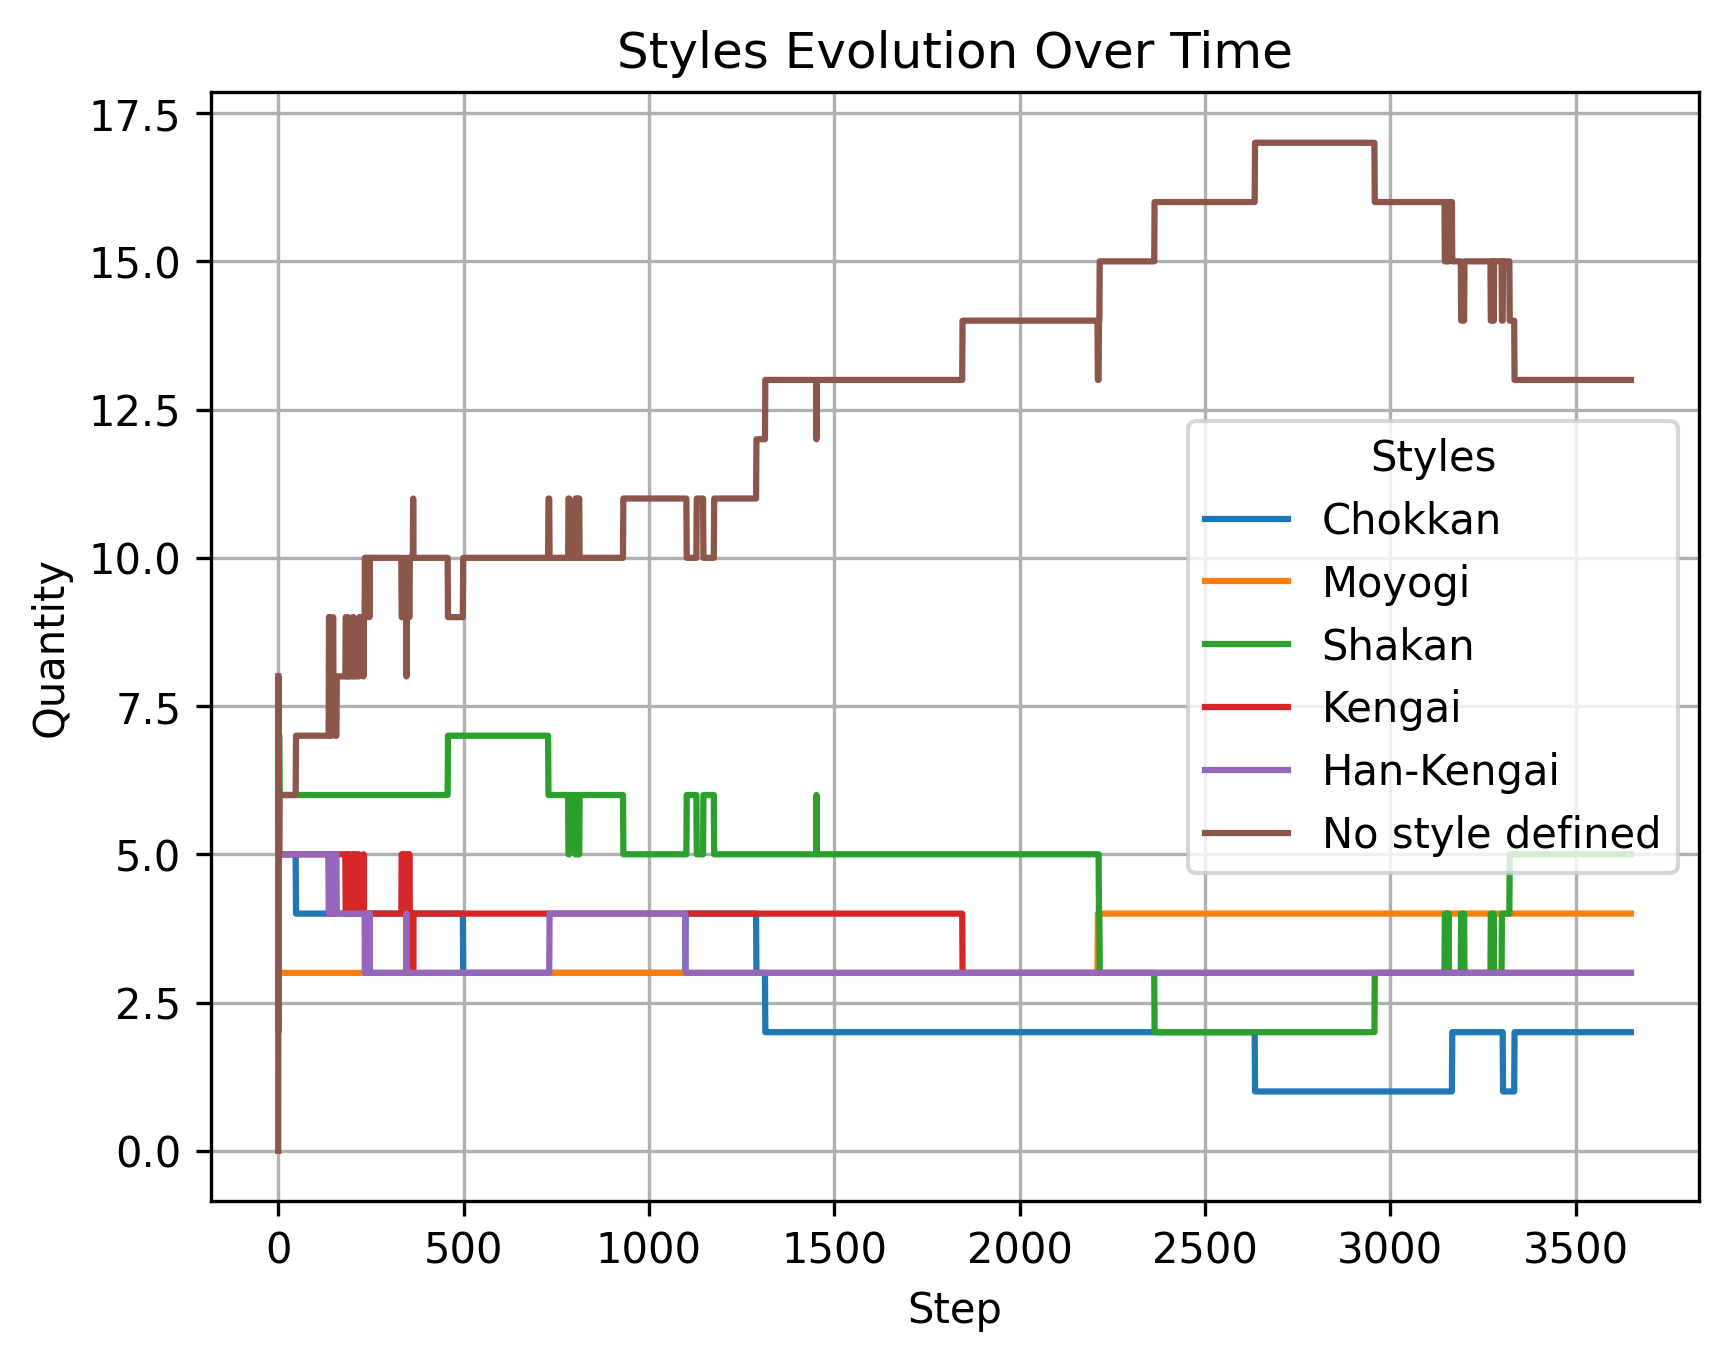 Styles Evolution Over Time
17.5
15.0
12.5
10.0
7.5
5.0
2.5
0.0
Quantity
Styles
Chokkan
Moyogi
Shakan
Kengai
Han-Kengai
No style defined
0 500 1000 1500 2000 2500 3000 3500
Step